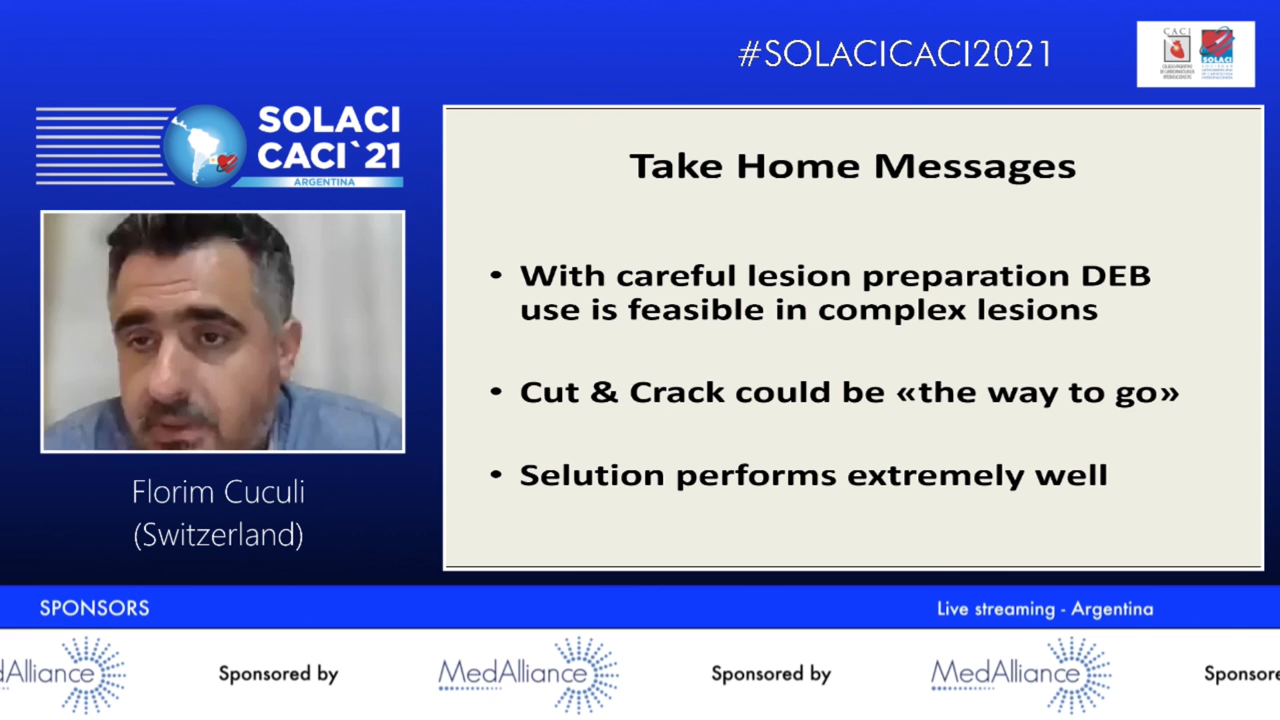 #SOLACICACI2021
CACI
SOLACI
SOLACI
CACI`21
ARGENTINA
Take Home Messages
• With careful lesion preparation DEB
use is feasible in complex lesions
• Cut & Crack could be «the way to go»
• Selution performs extremely well
Florim Cuculi
(Switzerland)
SPONSORS
Live streaming - Argentina
dAlliance
Sponsored by
MedAlliance
Sponsored by
MedAlliance
Sponsore